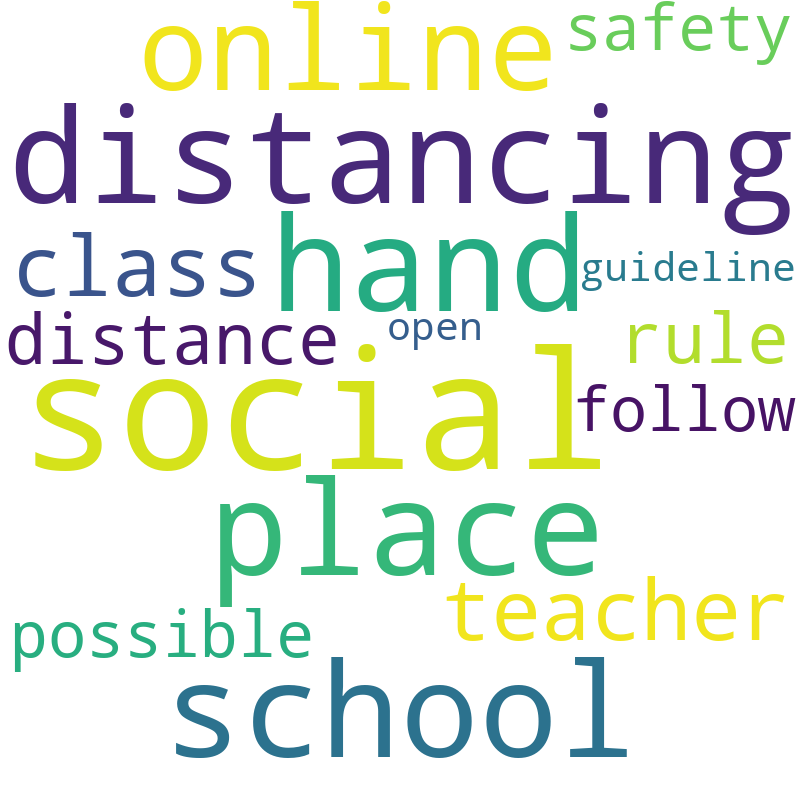 online safety
distancing
class hand guideline
distance open rule
social follow
place
teacher
possible
school